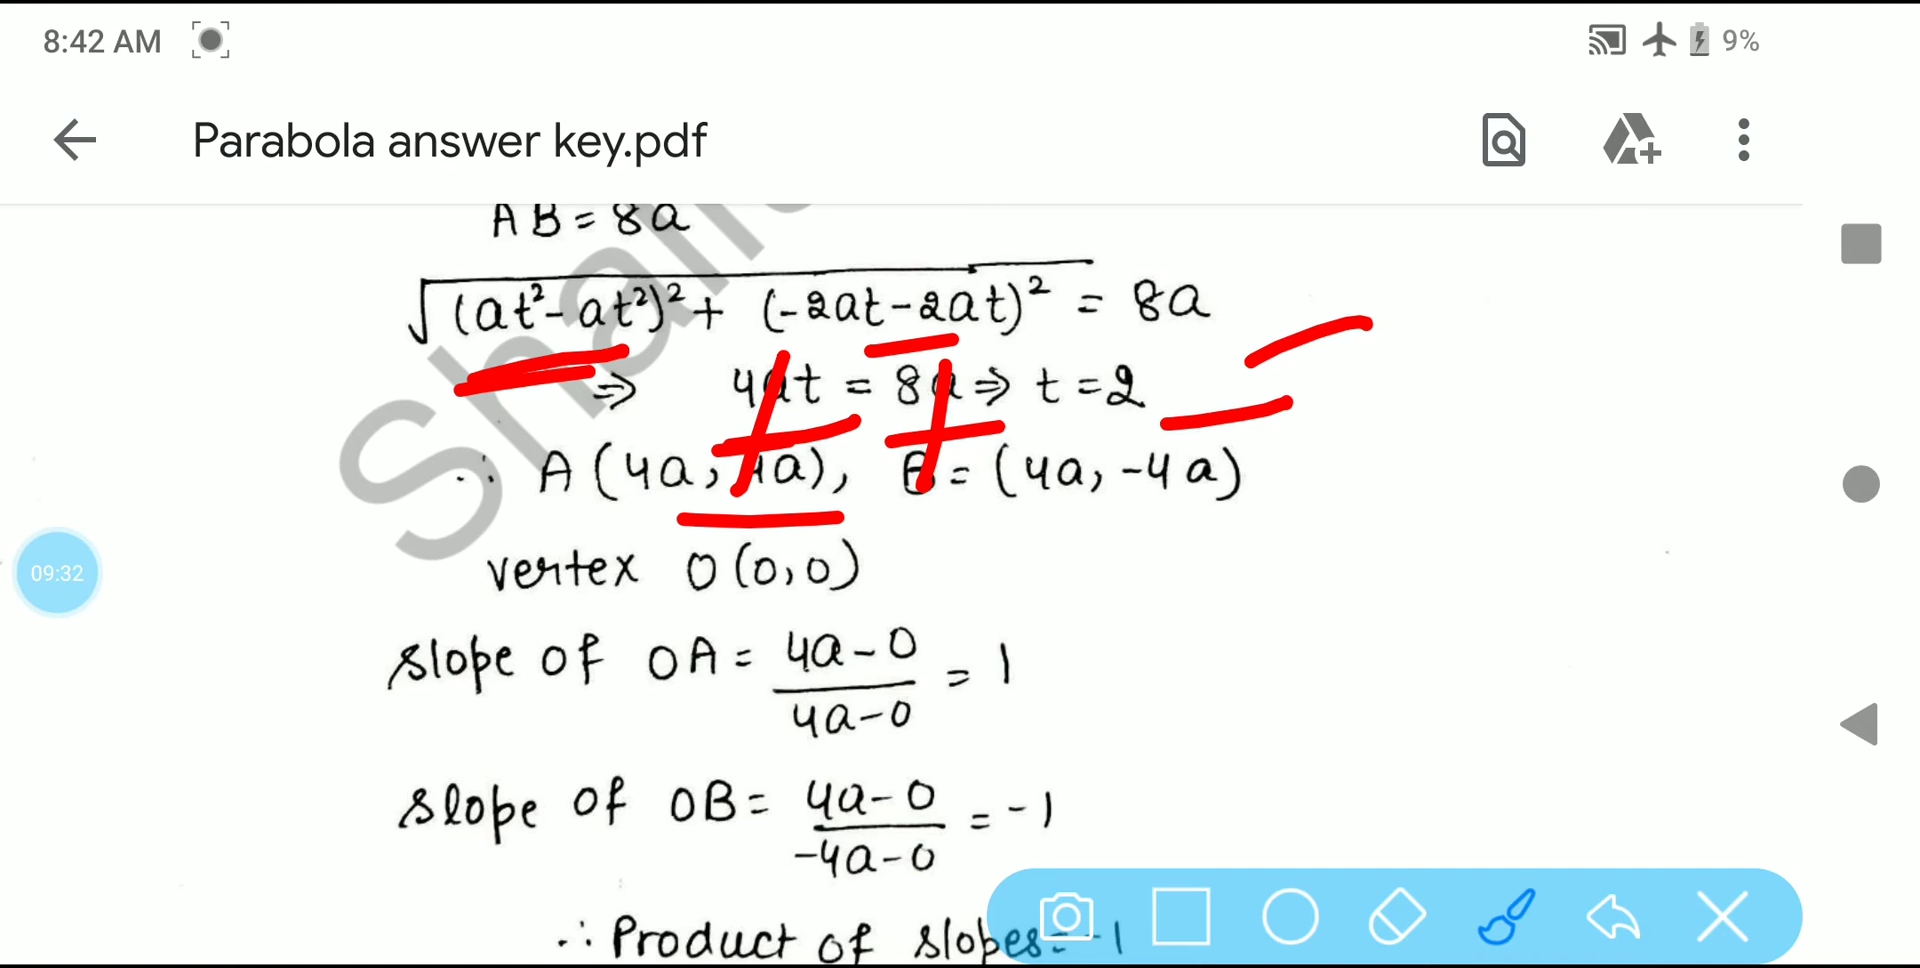 8:42 AM 9%
Parabola answer key.pdf
AB = 8a
√(at²-at²)² + (-2at-2at)² = 8a
⇒ 4at = 8a ⇒ t = 2
∴ A(4a, 4a), B = (4a, -4a)
vertex O(0,0)
slope of OA = 4a-0 / 4a-0 = 1
slope of OB = 4a-0 / -4a-0 = -1
∴ Product of slopes = -1
09:32